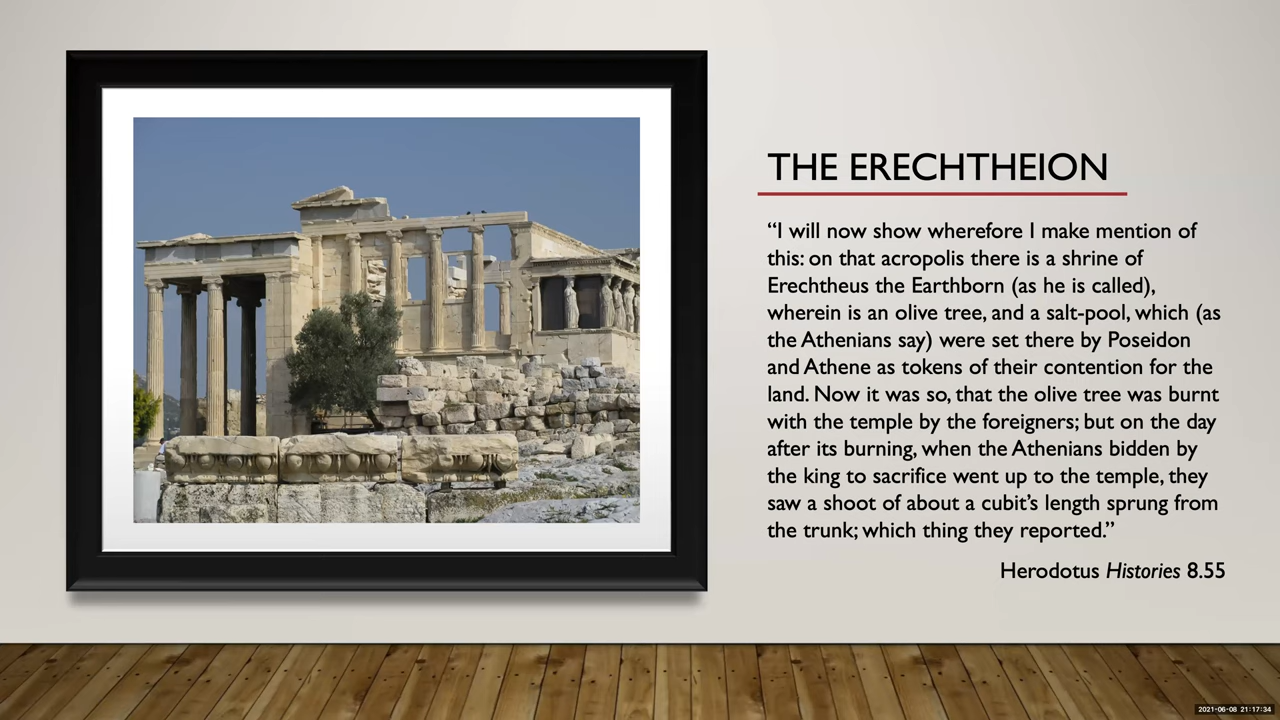 THE ERECHTHEION
“I will now show wherefore I make mention of
this: on that acropolis there is a shrine of
Erechtheus the Earthborn (as he is called),
wherein is an olive tree, and a salt-pool, which (as
the Athenians say) were set there by Poseidon
and Athene as tokens of their contention for the
land. Now it was so, that the olive tree was burnt
with the temple by the foreigners; but on the day
after its burning, when the Athenians bidden by
the king to sacrifice went up to the temple, they
saw a shoot of about a cubit’s length sprung from
the trunk; which thing they reported.”
Herodotus Histories 8.55
2021-06-08 21:17:34